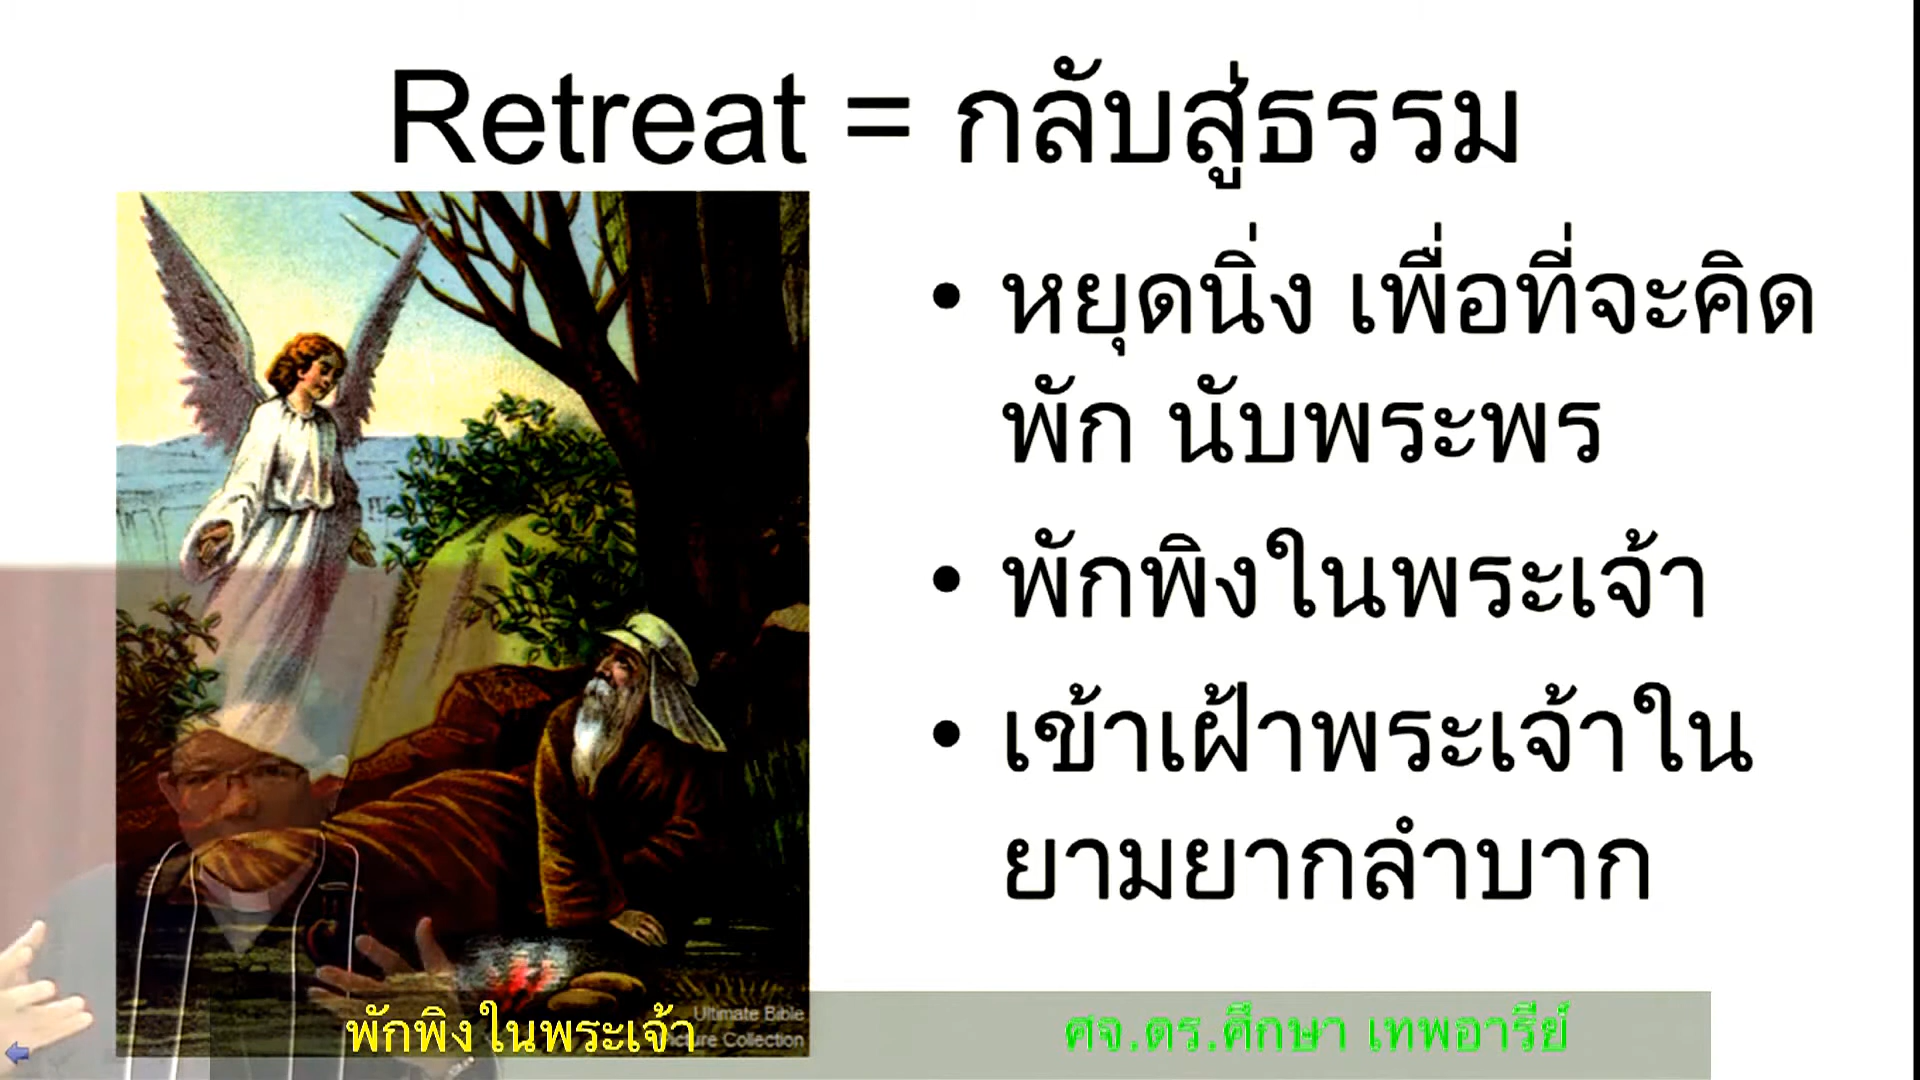 Retreat = กลับสู่ธรรม
• หยุดนิ่ง เพื่อที่จะคิด
พัก นับพระพร
• พักพิงในพระเจ้า
• เข้าเฝ้าพระเจ้าใน
ยามยากลำบาก
Ultimate Bible
Picture Collection
พักพิงในพระเจ้า
ศจ.ดร.ศึกษา เทพอารีย์